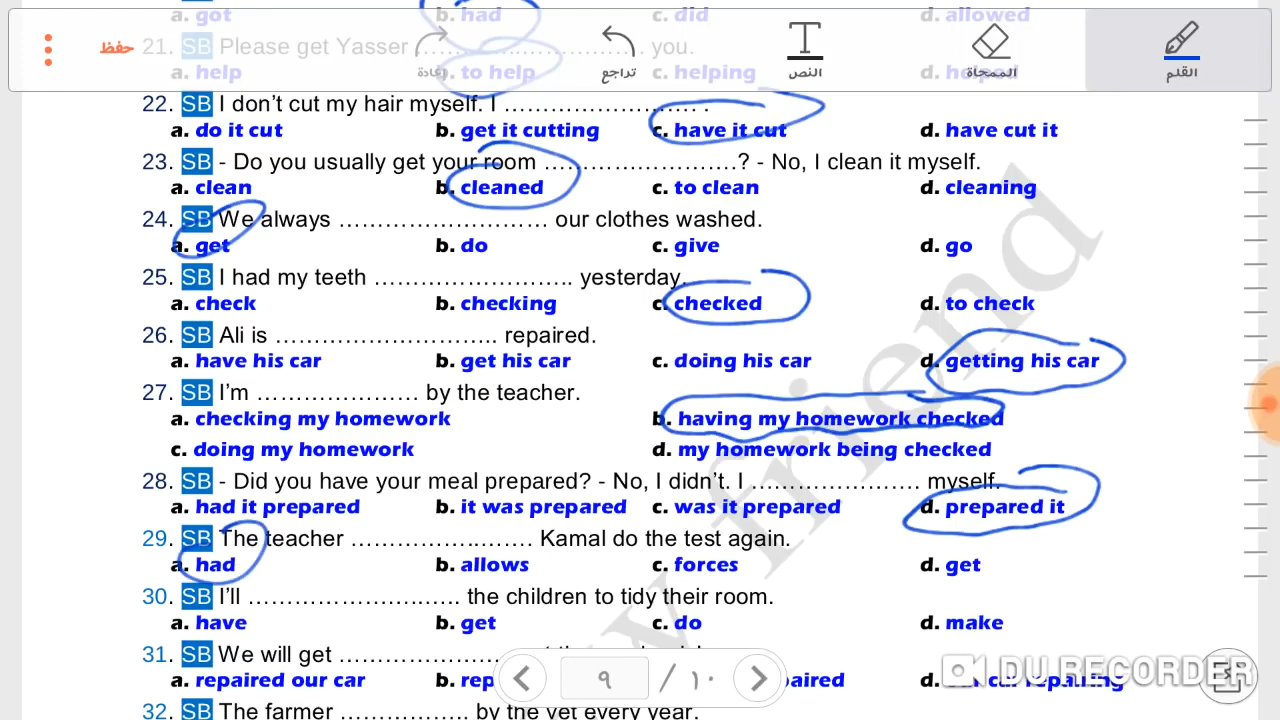 a. got b. had c. did d. allowed
21. SB Please get Yasser ………………………. you.
a. help b. to help c. helping d. helped
حفظ إعادة تراجع النص الممحاة القلم
22. SB I don't cut my hair myself. I ……………………. .
a. do it cut b. get it cutting c. have it cut d. have cut it
23. SB - Do you usually get your room …………………….? - No, I clean it myself.
a. clean b. cleaned c. to clean d. cleaning
24. SB We always ……………………… our clothes washed.
a. get b. do c. give d. go
25. SB I had my teeth …………………….. yesterday.
a. check b. checking c. checked d. to check
26. SB Ali is ……………………….. repaired.
a. have his car b. get his car c. doing his car d. getting his car
27. SB I'm ………………… by the teacher.
a. checking my homework b. having my homework checked
c. doing my homework d. my homework being checked
28. SB - Did you have your meal prepared? - No, I didn't. I …………………. myself.
a. had it prepared b. it was prepared c. was it prepared d. prepared it
29. SB The teacher ……………..……. Kamal do the test again.
a. had b. allows c. forces d. get
30. SB I'll …………………..….. the children to tidy their room.
a. have b. get c. do d. make
31. SB We will get …………………
a. repaired our car d. car repairing
٩ / ١٠
DU RECORDER
32. SB The farmer …………….. by the vet every year.
y friend